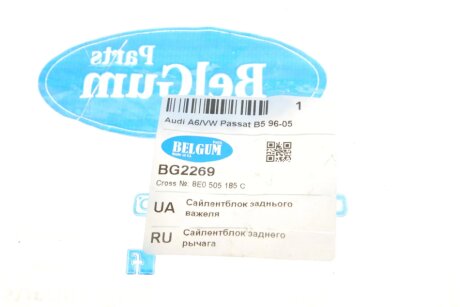 Parts
BelGum
1
Audi A6/VW Passat B5 96-05
BELGUM
BG2269
Cross №: 8E0 505 185 C
UA Сайлентблок заднього
важеля
RU Сайлентблок заднего
рычага
f